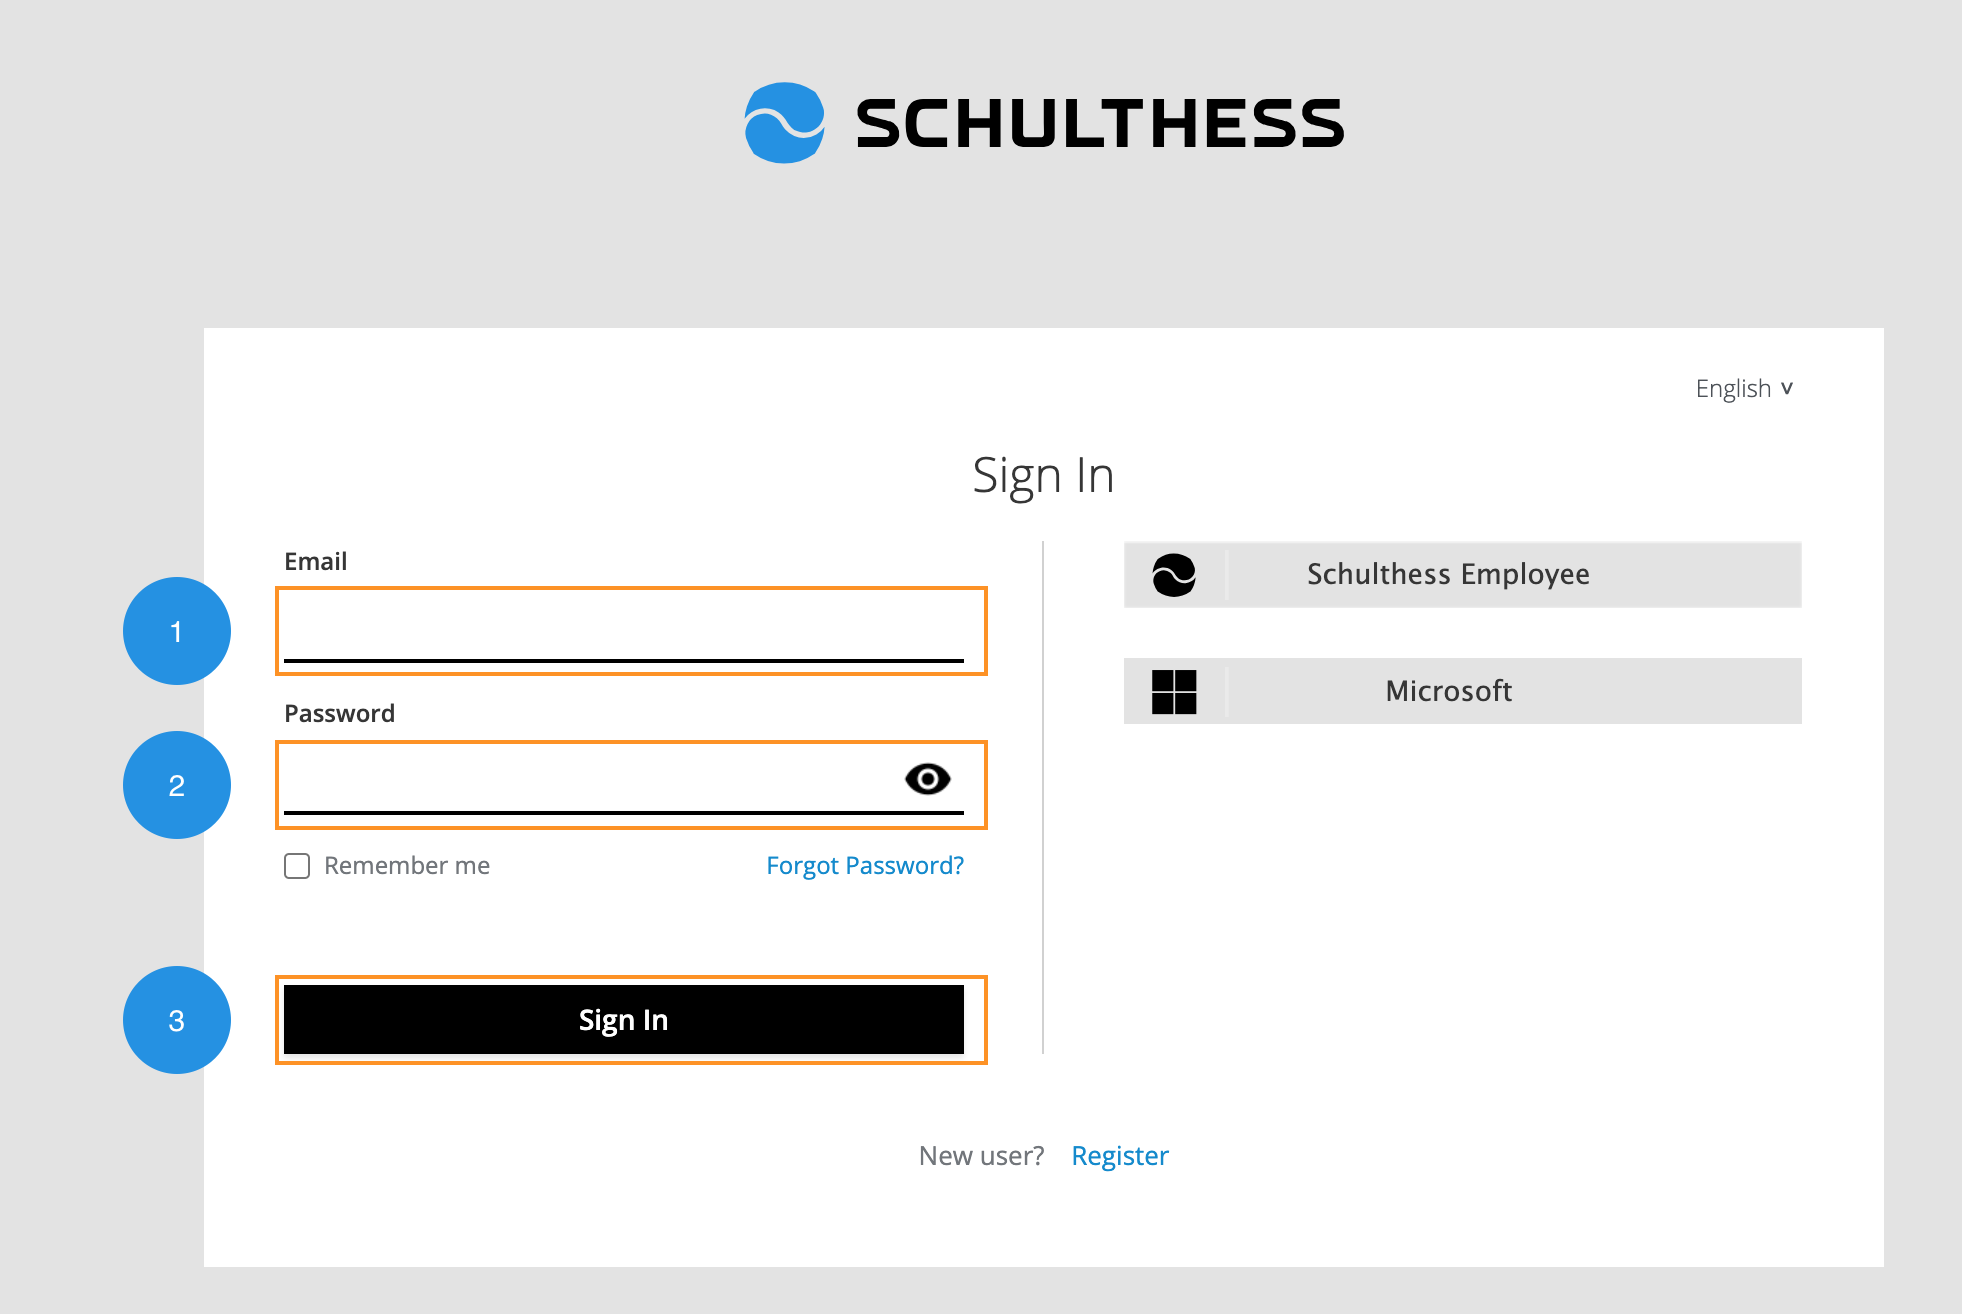 SCHULTHESS
English v
Sign In
Email
1
Password
2
Remember me
Forgot Password?
3
Sign In
Schulthess Employee
Microsoft
New user? Register